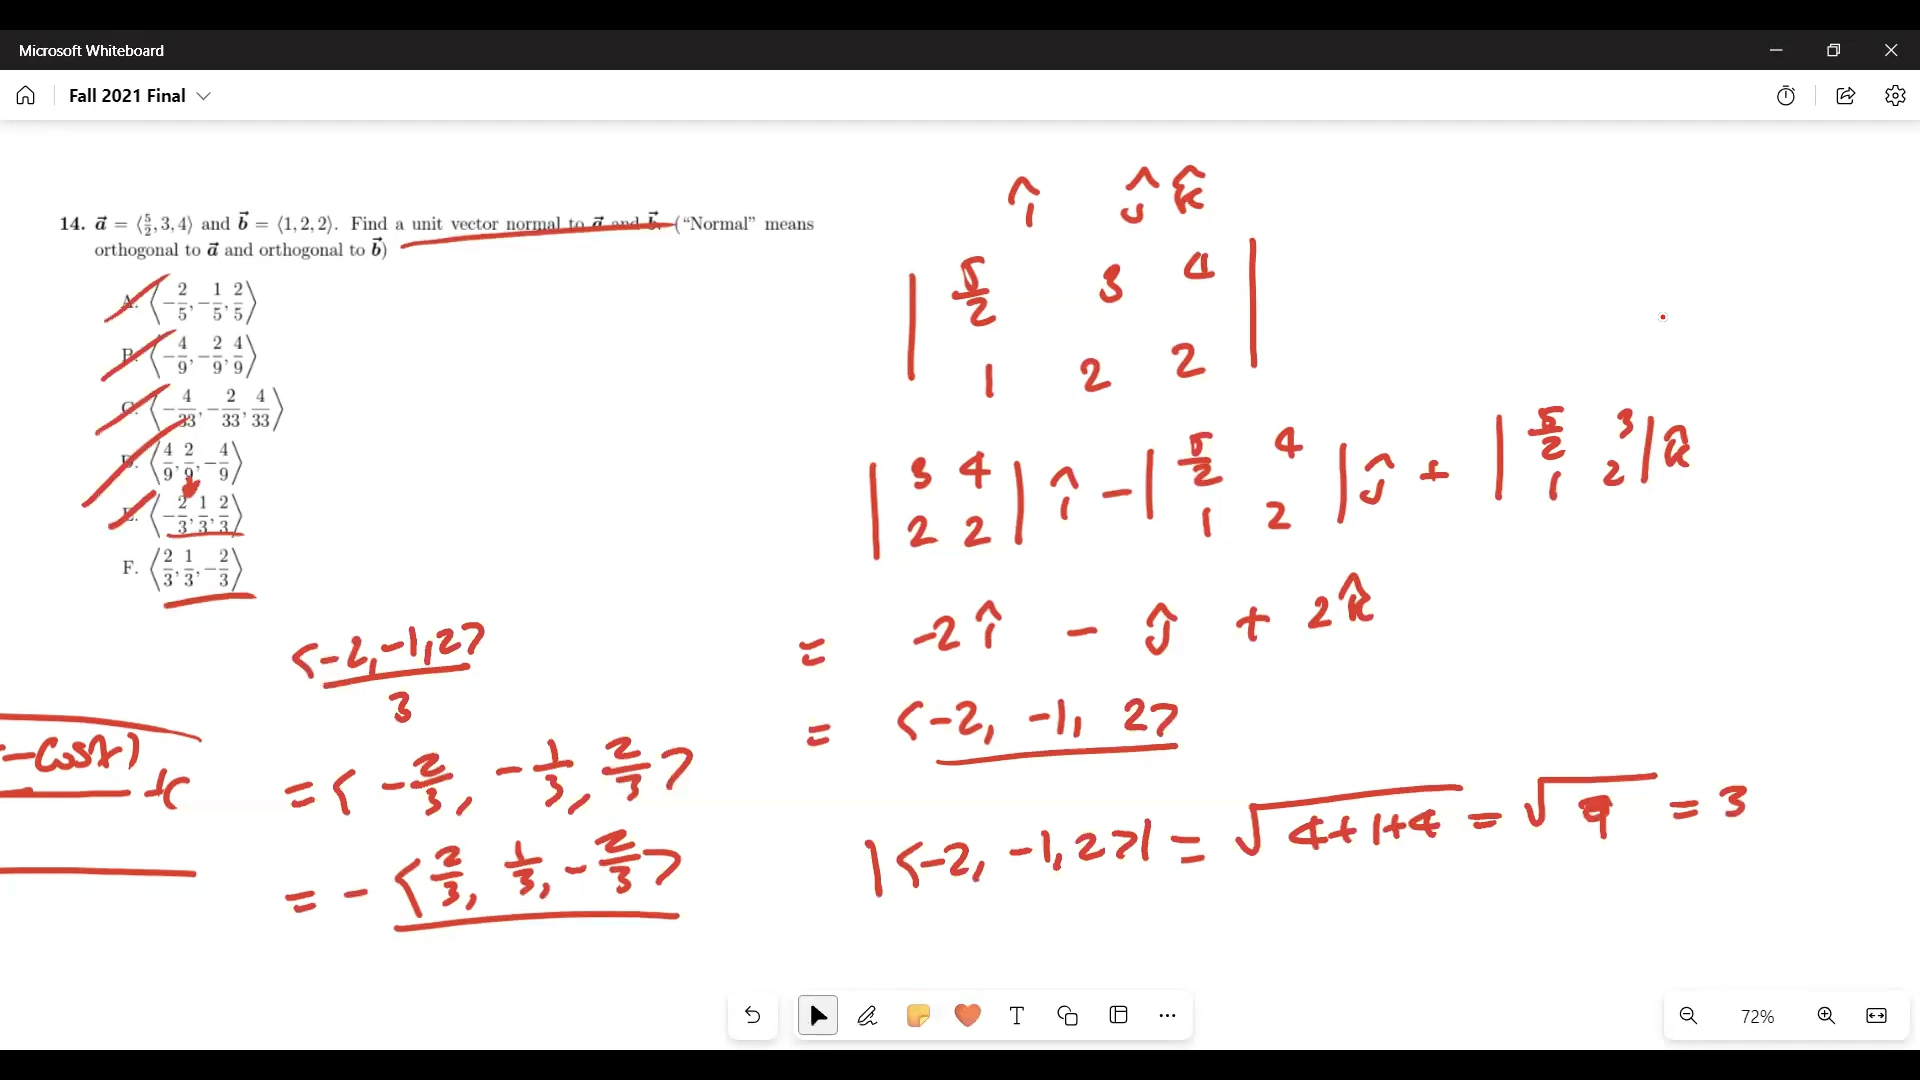 Microsoft Whiteboard
Fall 2021 Final
14. a⃗ = ⟨5/2, 3, 4⟩ and b⃗ = ⟨1, 2, 2⟩. Find a unit vector normal to a⃗ and b⃗. ("Normal" means
orthogonal to a⃗ and orthogonal to b⃗)
A. ⟨-2/5, -1/5, 2/5⟩
B. ⟨-4/9, -2/9, 4/9⟩
C. ⟨-4/33, -2/33, 4/33⟩
D. ⟨4/9, 2/9, -4/9⟩
E. ⟨-2/3, 1/3, 2/3⟩
F. ⟨2/3, 1/3, -2/3⟩
î ĵ k̂
| 5/2 3 4 |
| 1 2 2 |
| 3 4 | î - | 5/2 4 | ĵ + | 5/2 3 | k̂
| 2 2 | | 1 2 | | 1 2 |
= -2 î - ĵ + 2 k̂
= <-2, -1, 2>
|<-2, -1, 2>| = √4+1+4 = √9 = 3
<-2, -1, 2>
3
= < -2/3, -1/3, 2/3 >
= - < 2/3, 1/3, -2/3 >
-cosx) +c
72%